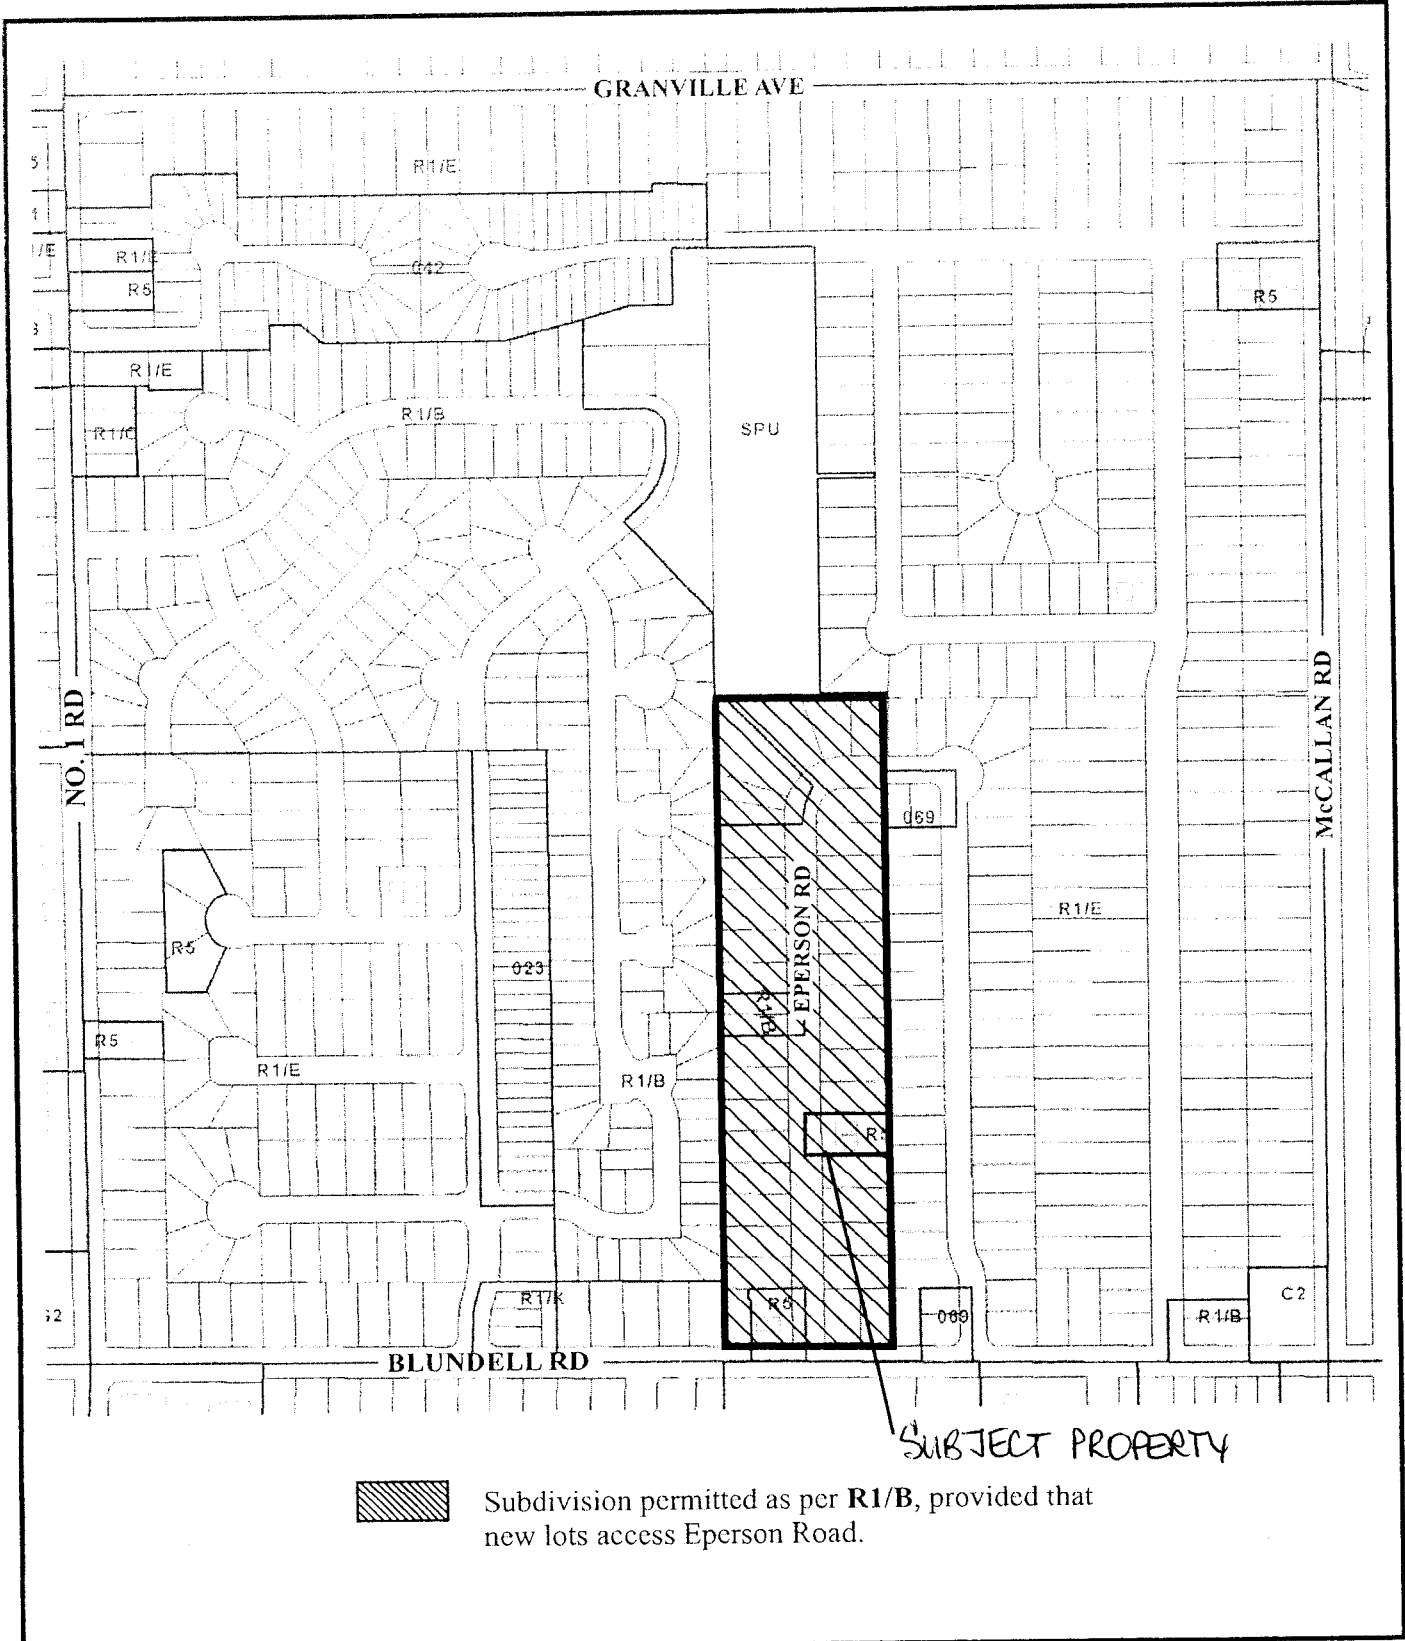 GRANVILLE AVE
R1/E
R1/E
042
R5
R5
R1/E
R1/B
R1/C
SPU
NO. 1 RD
McCALLAN RD
069
EPERSON RD
R1/E
R5
023
R1/B
R5
R1/E
R1/B
R5
R1/K
069
R1/B
C2
BLUNDELL RD
SUBJECT PROPERTY
Subdivision permitted as per R1/B, provided that
new lots access Eperson Road.